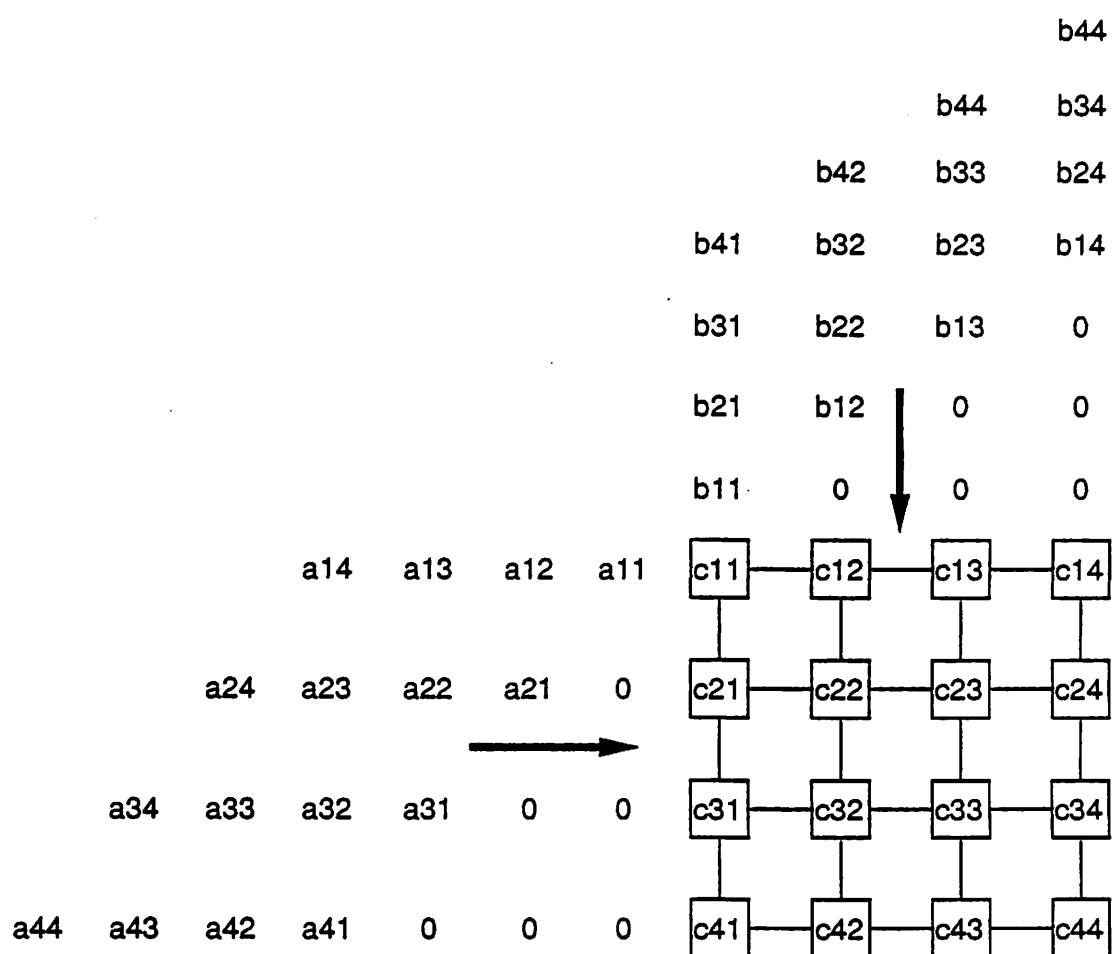 b44
b44 b34
b42 b33 b24
b41 b32 b23 b14
b31 b22 b13 0
b21 b12 0 0
b11 0 0 0
a14 a13 a12 a11 c11 c12 c13 c14
a24 a23 a22 a21 0 c21 c22 c23 c24
a34 a33 a32 a31 0 0 c31 c32 c33 c34
a44 a43 a42 a41 0 0 0 c41 c42 c43 c44